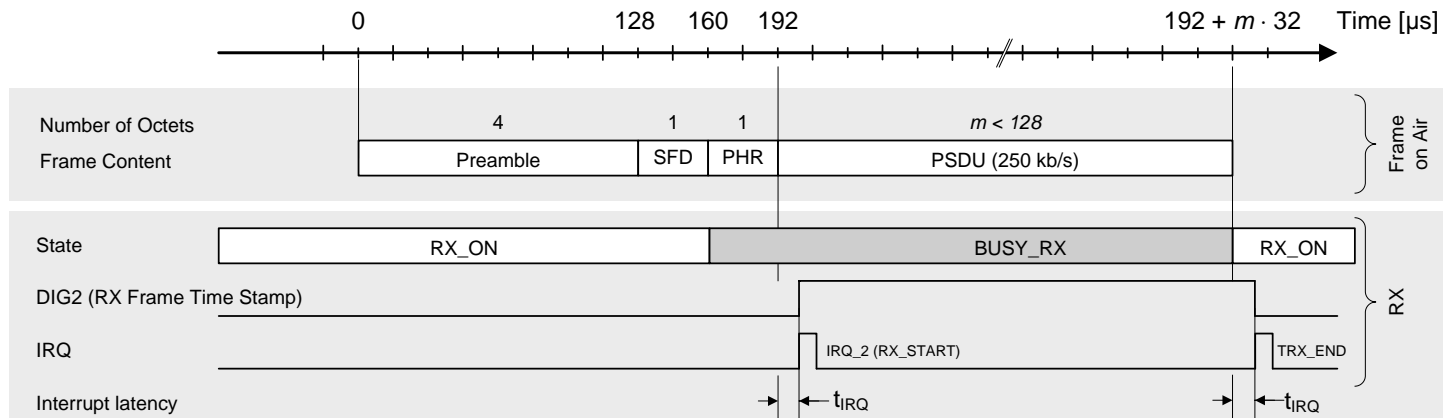 0 128 160 192 192 + m · 32 Time [µs]
Number of Octets 4 1 1 m < 128
Frame Content Preamble SFD PHR PSDU (250 kb/s)
Frame
on Air
State RX_ON BUSY_RX RX_ON
DIG2 (RX Frame Time Stamp)
RX
IRQ IRQ_2 (RX_START) TRX_END
Interrupt latency tIRQ tIRQ